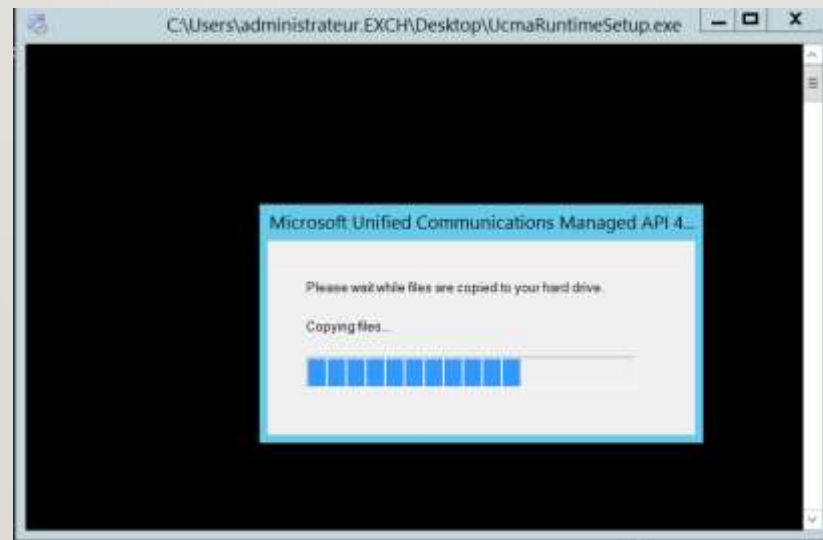 C:\Users\administrateur.EXCH\Desktop\UcmaRuntimeSetup.exe
Microsoft Unified Communications Managed API 4...
Please wait while files are copied to your hard drive.
Copying files...